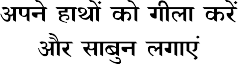 अपने हाथों को गीला करें
और साबुन लगाएं